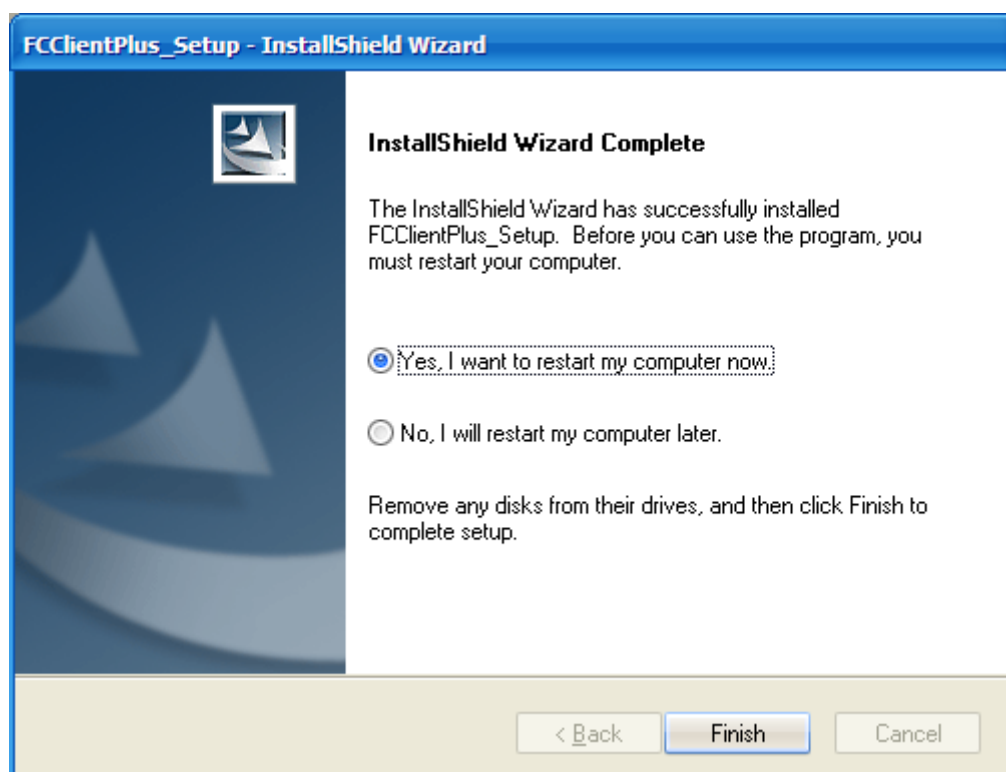 FCClientPlus_Setup - InstallShield Wizard
InstallShield Wizard Complete
The InstallShield Wizard has successfully installed
FCClientPlus_Setup. Before you can use the program, you
must restart your computer.
Yes, I want to restart my computer now.
No, I will restart my computer later.
Remove any disks from their drives, and then click Finish to
complete setup.
< Back Finish Cancel